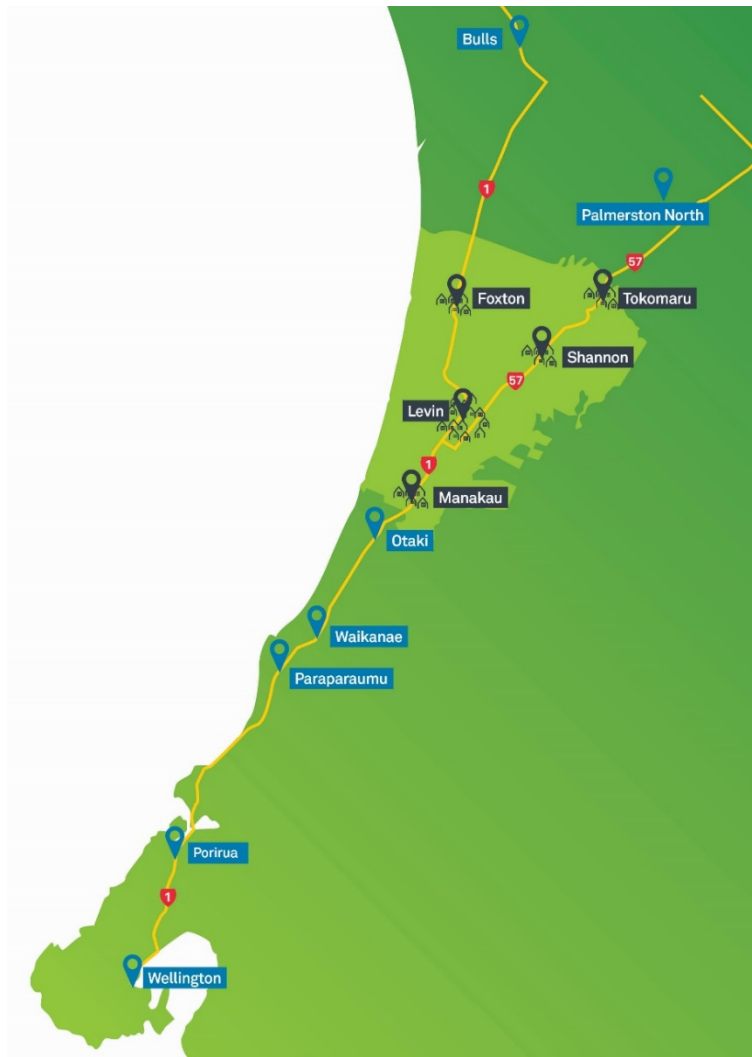 Bulls
1
Palmerston North
57
Foxton
Tokomaru
Shannon
57
Levin
1
Manakau
Otaki
Waikanae
Paraparaumu
Porirua
1
Wellington